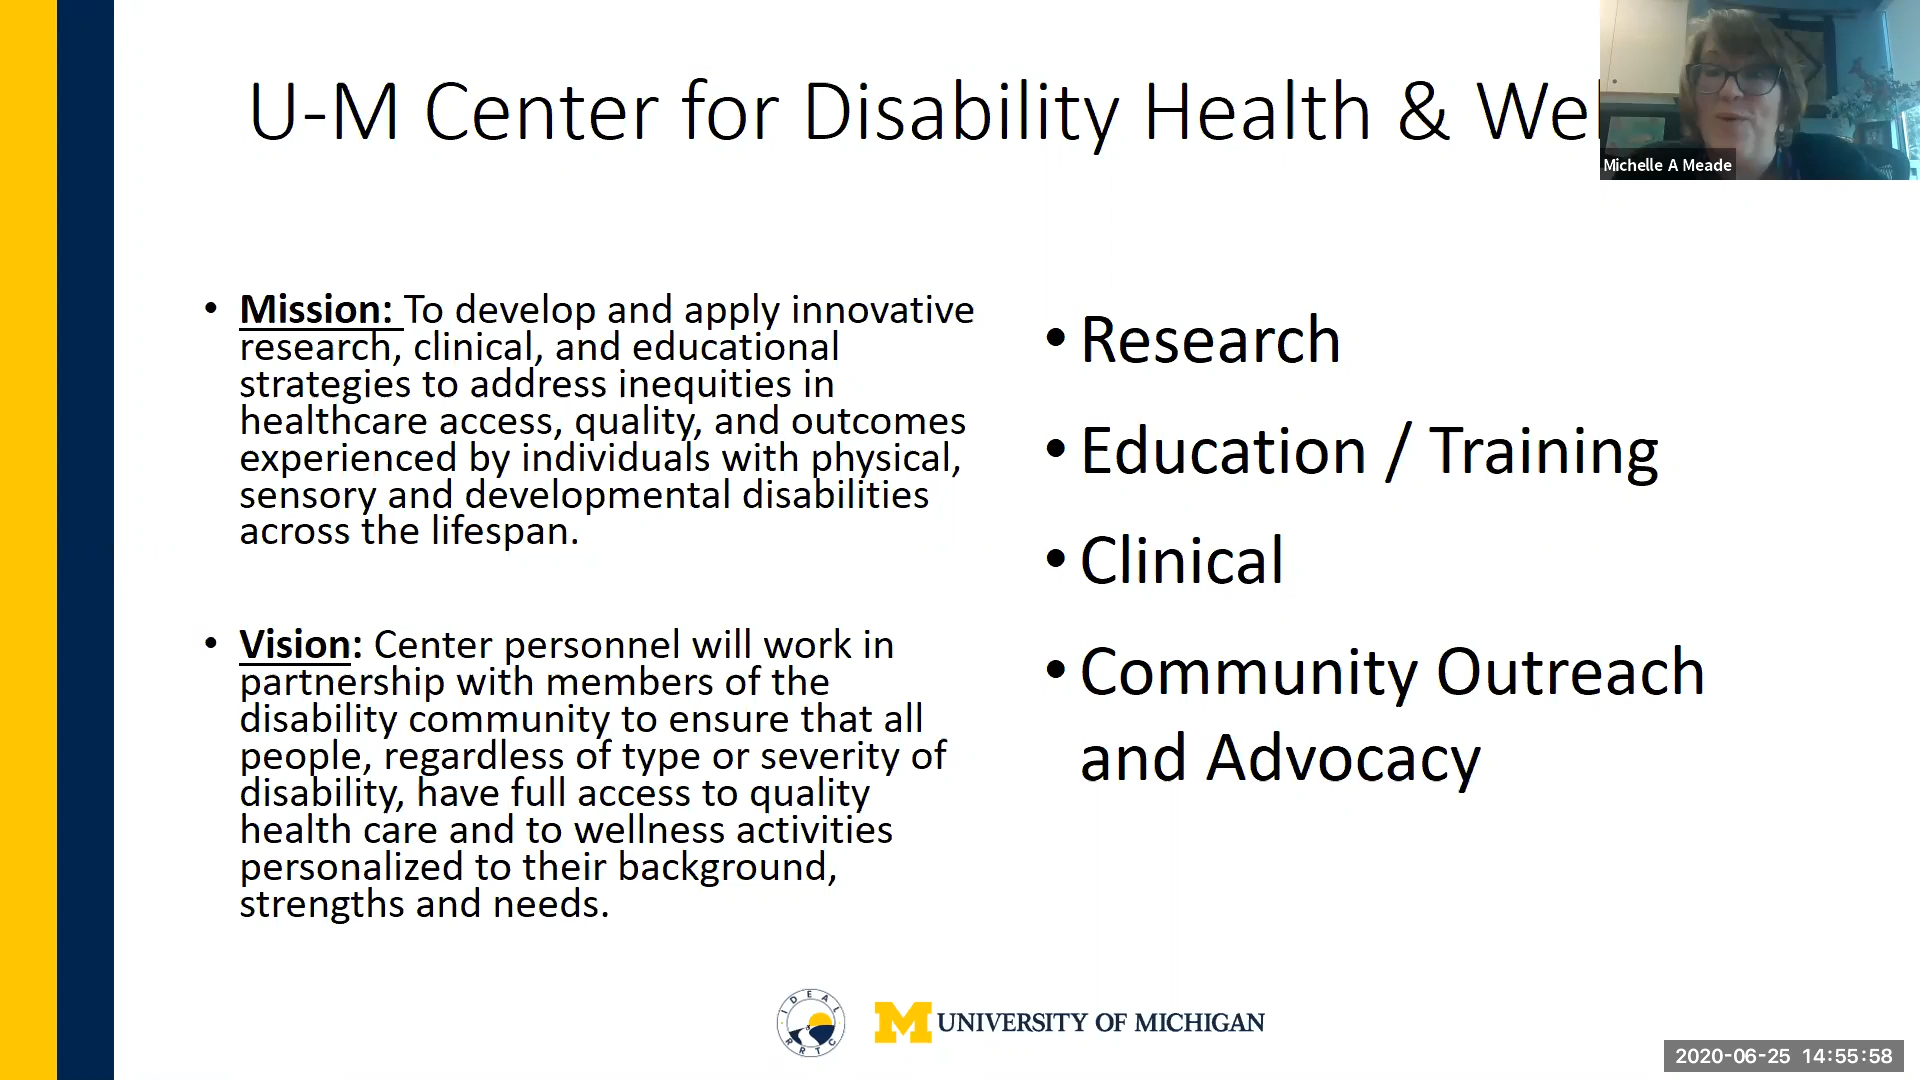 U-M Center for Disability Health & We
Michelle A Meade
• Mission: To develop and apply innovative
research, clinical, and educational
strategies to address inequities in
healthcare access, quality, and outcomes
experienced by individuals with physical,
sensory and developmental disabilities
across the lifespan.
• Vision: Center personnel will work in
partnership with members of the
disability community to ensure that all
people, regardless of type or severity of
disability, have full access to quality
health care and to wellness activities
personalized to their background,
strengths and needs.
• Research
• Education / Training
• Clinical
• Community Outreach
and Advocacy
IDEAL
RRTC
M UNIVERSITY OF MICHIGAN
2020-06-25 14:55:58